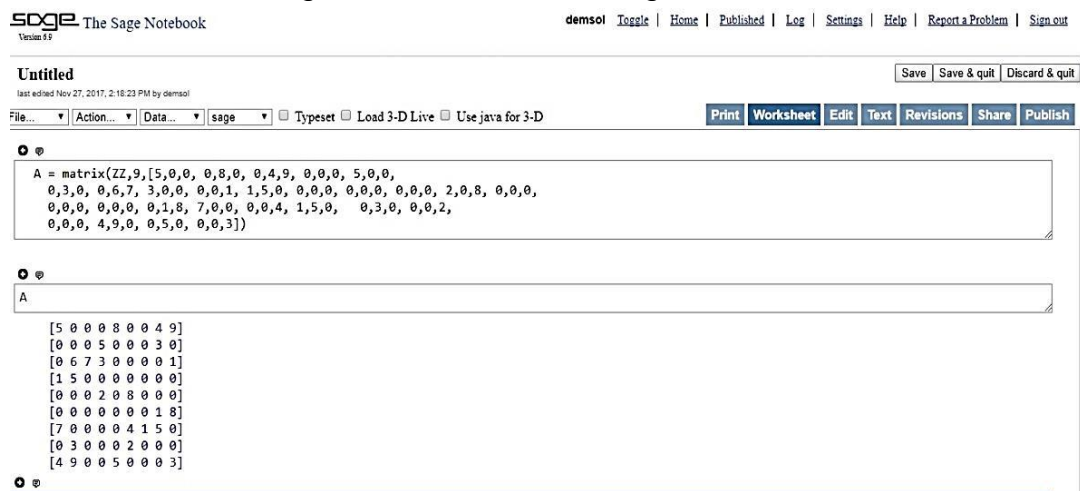 sage The Sage Notebook
Version 6.9
demsol Toggle | Home | Published | Log | Settings | Help | Report a Problem | Sign out
Untitled
last edited Nov 27, 2017, 2:18:23 PM by demsol
Save Save & quit Discard & quit
File... Action... Data... sage Typeset Load 3-D Live Use java for 3-D
Print Worksheet Edit Text Revisions Share Publish
A = matrix(ZZ,9,[5,0,0, 0,8,0, 0,4,9, 0,0,0, 5,0,0,
0,3,0, 0,6,7, 3,0,0, 0,0,1, 1,5,0, 0,0,0, 0,0,0, 0,0,0, 2,0,8, 0,0,0,
0,0,0, 0,0,0, 0,1,8, 7,0,0, 0,0,4, 1,5,0, 0,3,0, 0,0,2,
0,0,0, 4,9,0, 0,5,0, 0,0,3])
A
[5 0 0 0 8 0 0 4 9]
[0 0 0 5 0 0 0 3 0]
[0 6 7 3 0 0 0 0 1]
[1 5 0 0 0 0 0 0 0]
[0 0 0 2 0 8 0 0 0]
[0 0 0 0 0 0 0 1 8]
[7 0 0 0 0 4 1 5 0]
[0 3 0 0 0 2 0 0 0]
[4 9 0 0 5 0 0 0 3]